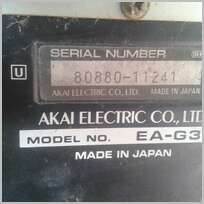 SERIAL NUMBER
U
80880-11241
AKAI ELECTRIC CO., LTD. MADE IN JAPAN
AKAI ELECTRIC CO., LTD
MODEL NO. EA-G3
MADE IN JAPAN